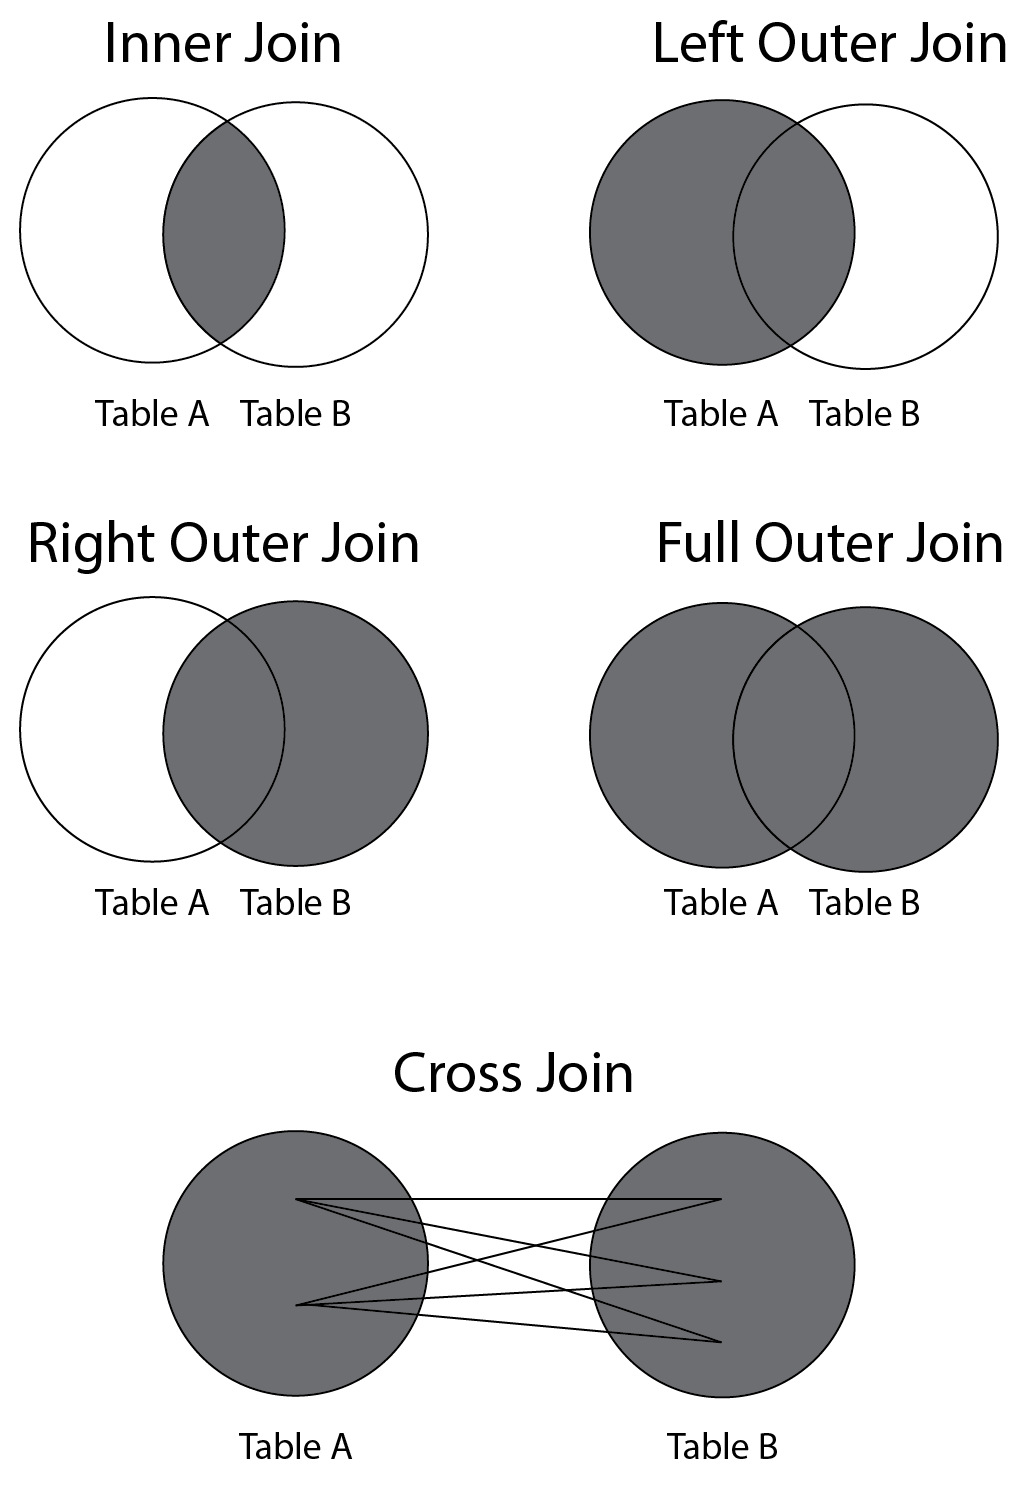 Inner Join
Left Outer Join
Table A Table B
Table A Table B
Right Outer Join
Full Outer Join
Table A Table B
Table A Table B
Cross Join
Table A
Table B